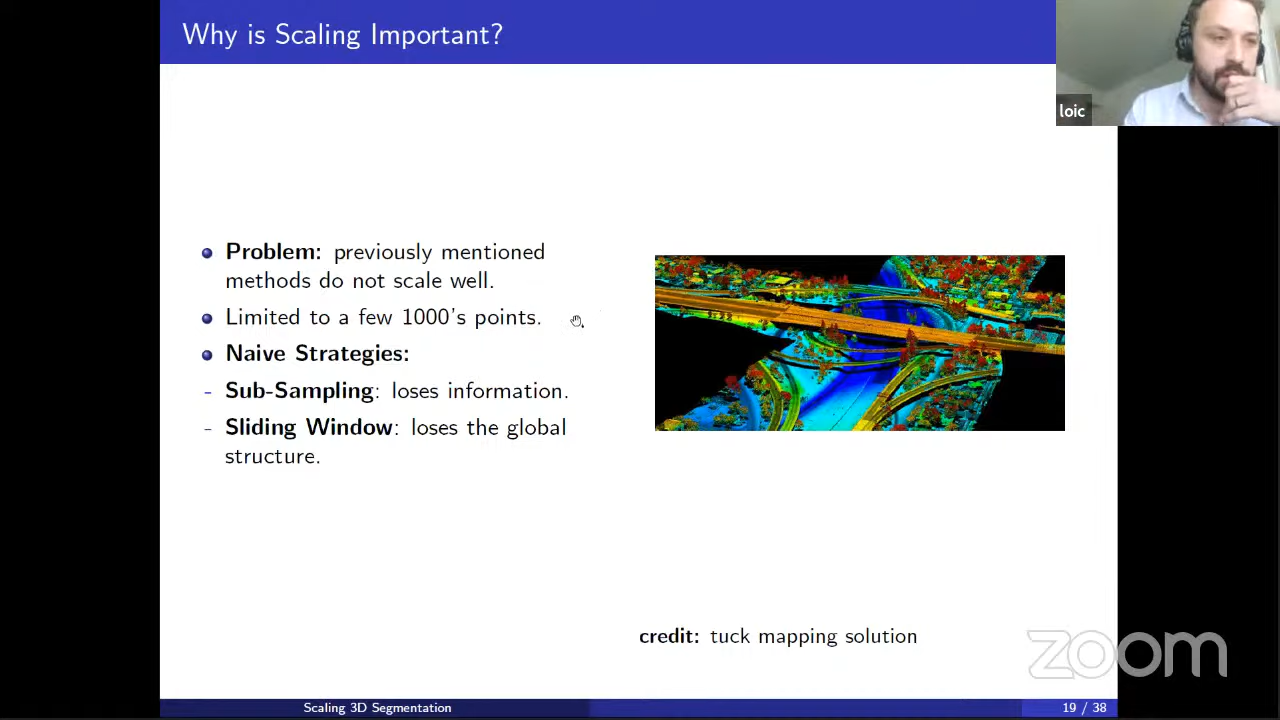 Why is Scaling Important?
loic
Problem: previously mentioned
methods do not scale well.
Limited to a few 1000's points.
Naive Strategies:
- Sub-Sampling: loses information.
- Sliding Window: loses the global
structure.
credit: tuck mapping solution
zoom
Scaling 3D Segmentation
19 / 38